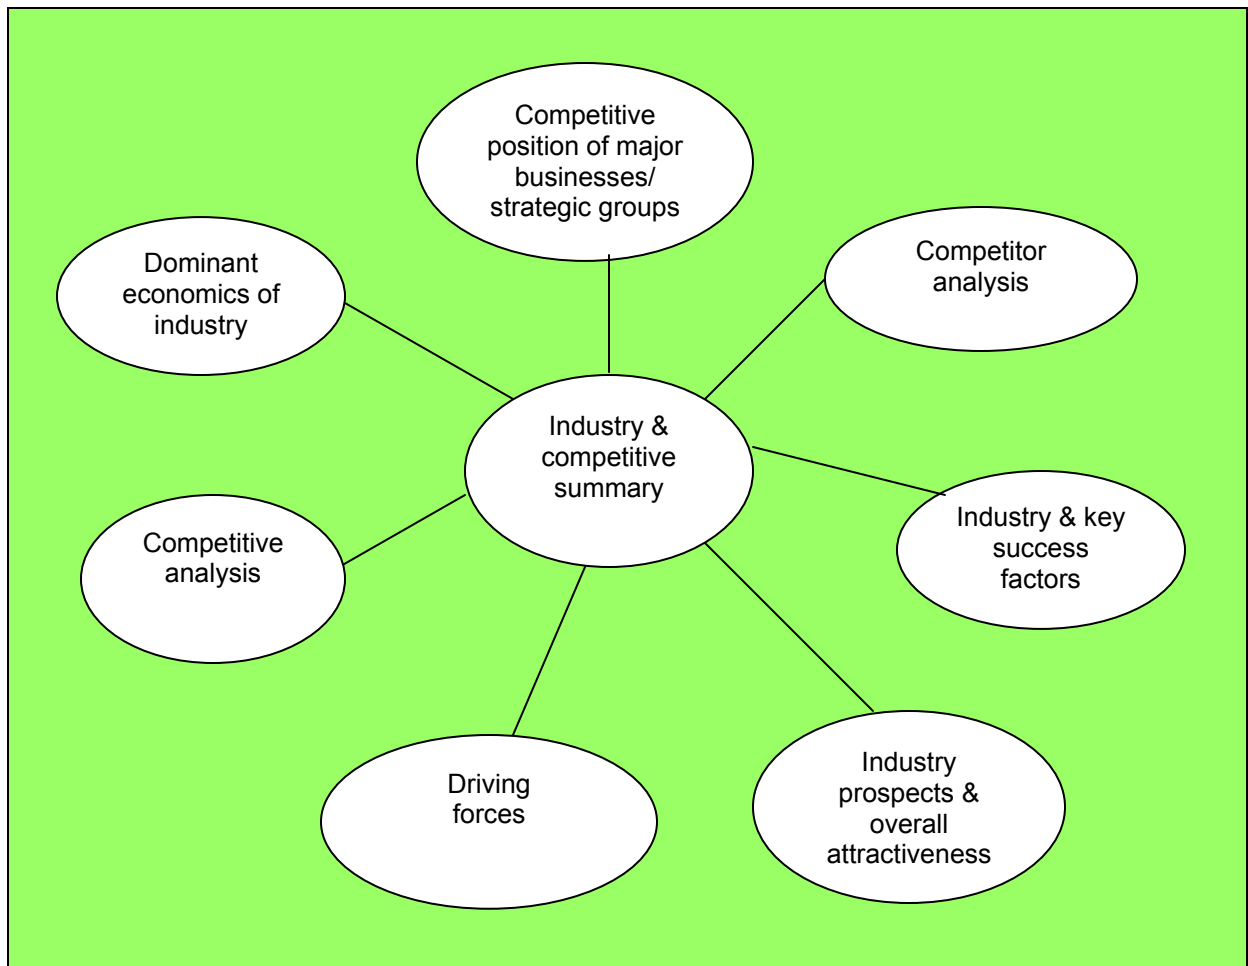 Competitive
position of major
businesses/
strategic groups
Competitor
analysis
Dominant
economics of
industry
Industry &
competitive
summary
Industry & key
success
factors
Competitive
analysis
Driving
forces
Industry
prospects &
overall
attractiveness